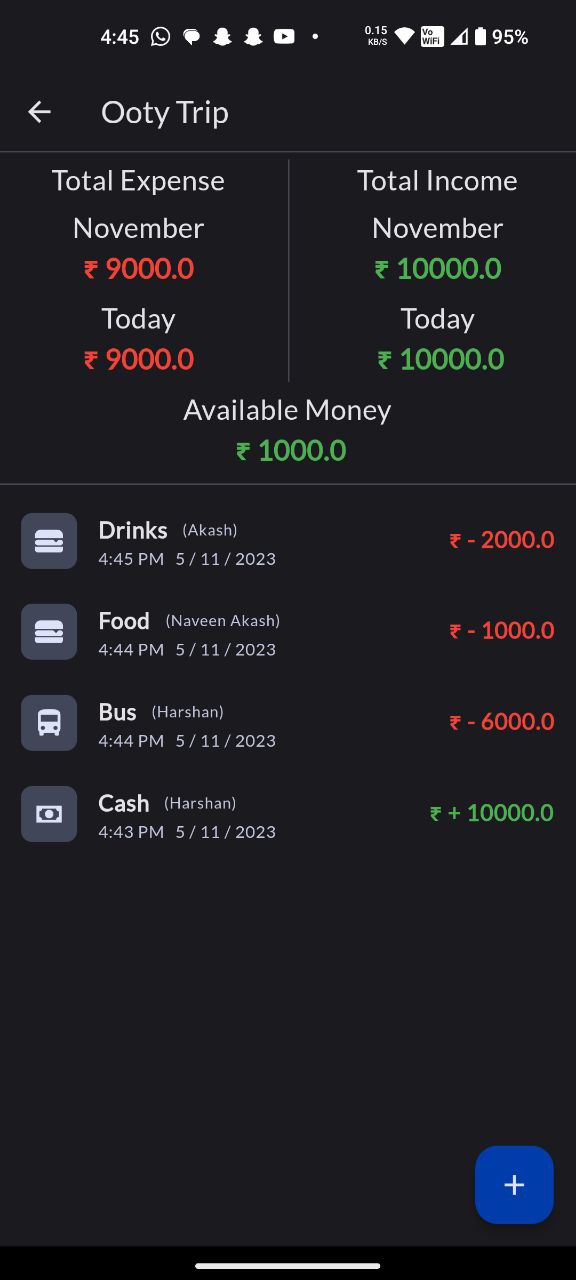 4:45 0.15 KB/S Vo WiFi 95%
Ooty Trip
Total Expense
November
₹ 9000.0
Today
₹ 9000.0
Total Income
November
₹ 10000.0
Today
₹ 10000.0
Available Money
₹ 1000.0
Drinks (Akash)
4:45 PM 5 / 11 / 2023
₹ - 2000.0
Food (Naveen Akash)
4:44 PM 5 / 11 / 2023
₹ - 1000.0
Bus (Harshan)
4:44 PM 5 / 11 / 2023
₹ - 6000.0
Cash (Harshan)
4:43 PM 5 / 11 / 2023
₹ + 10000.0
+